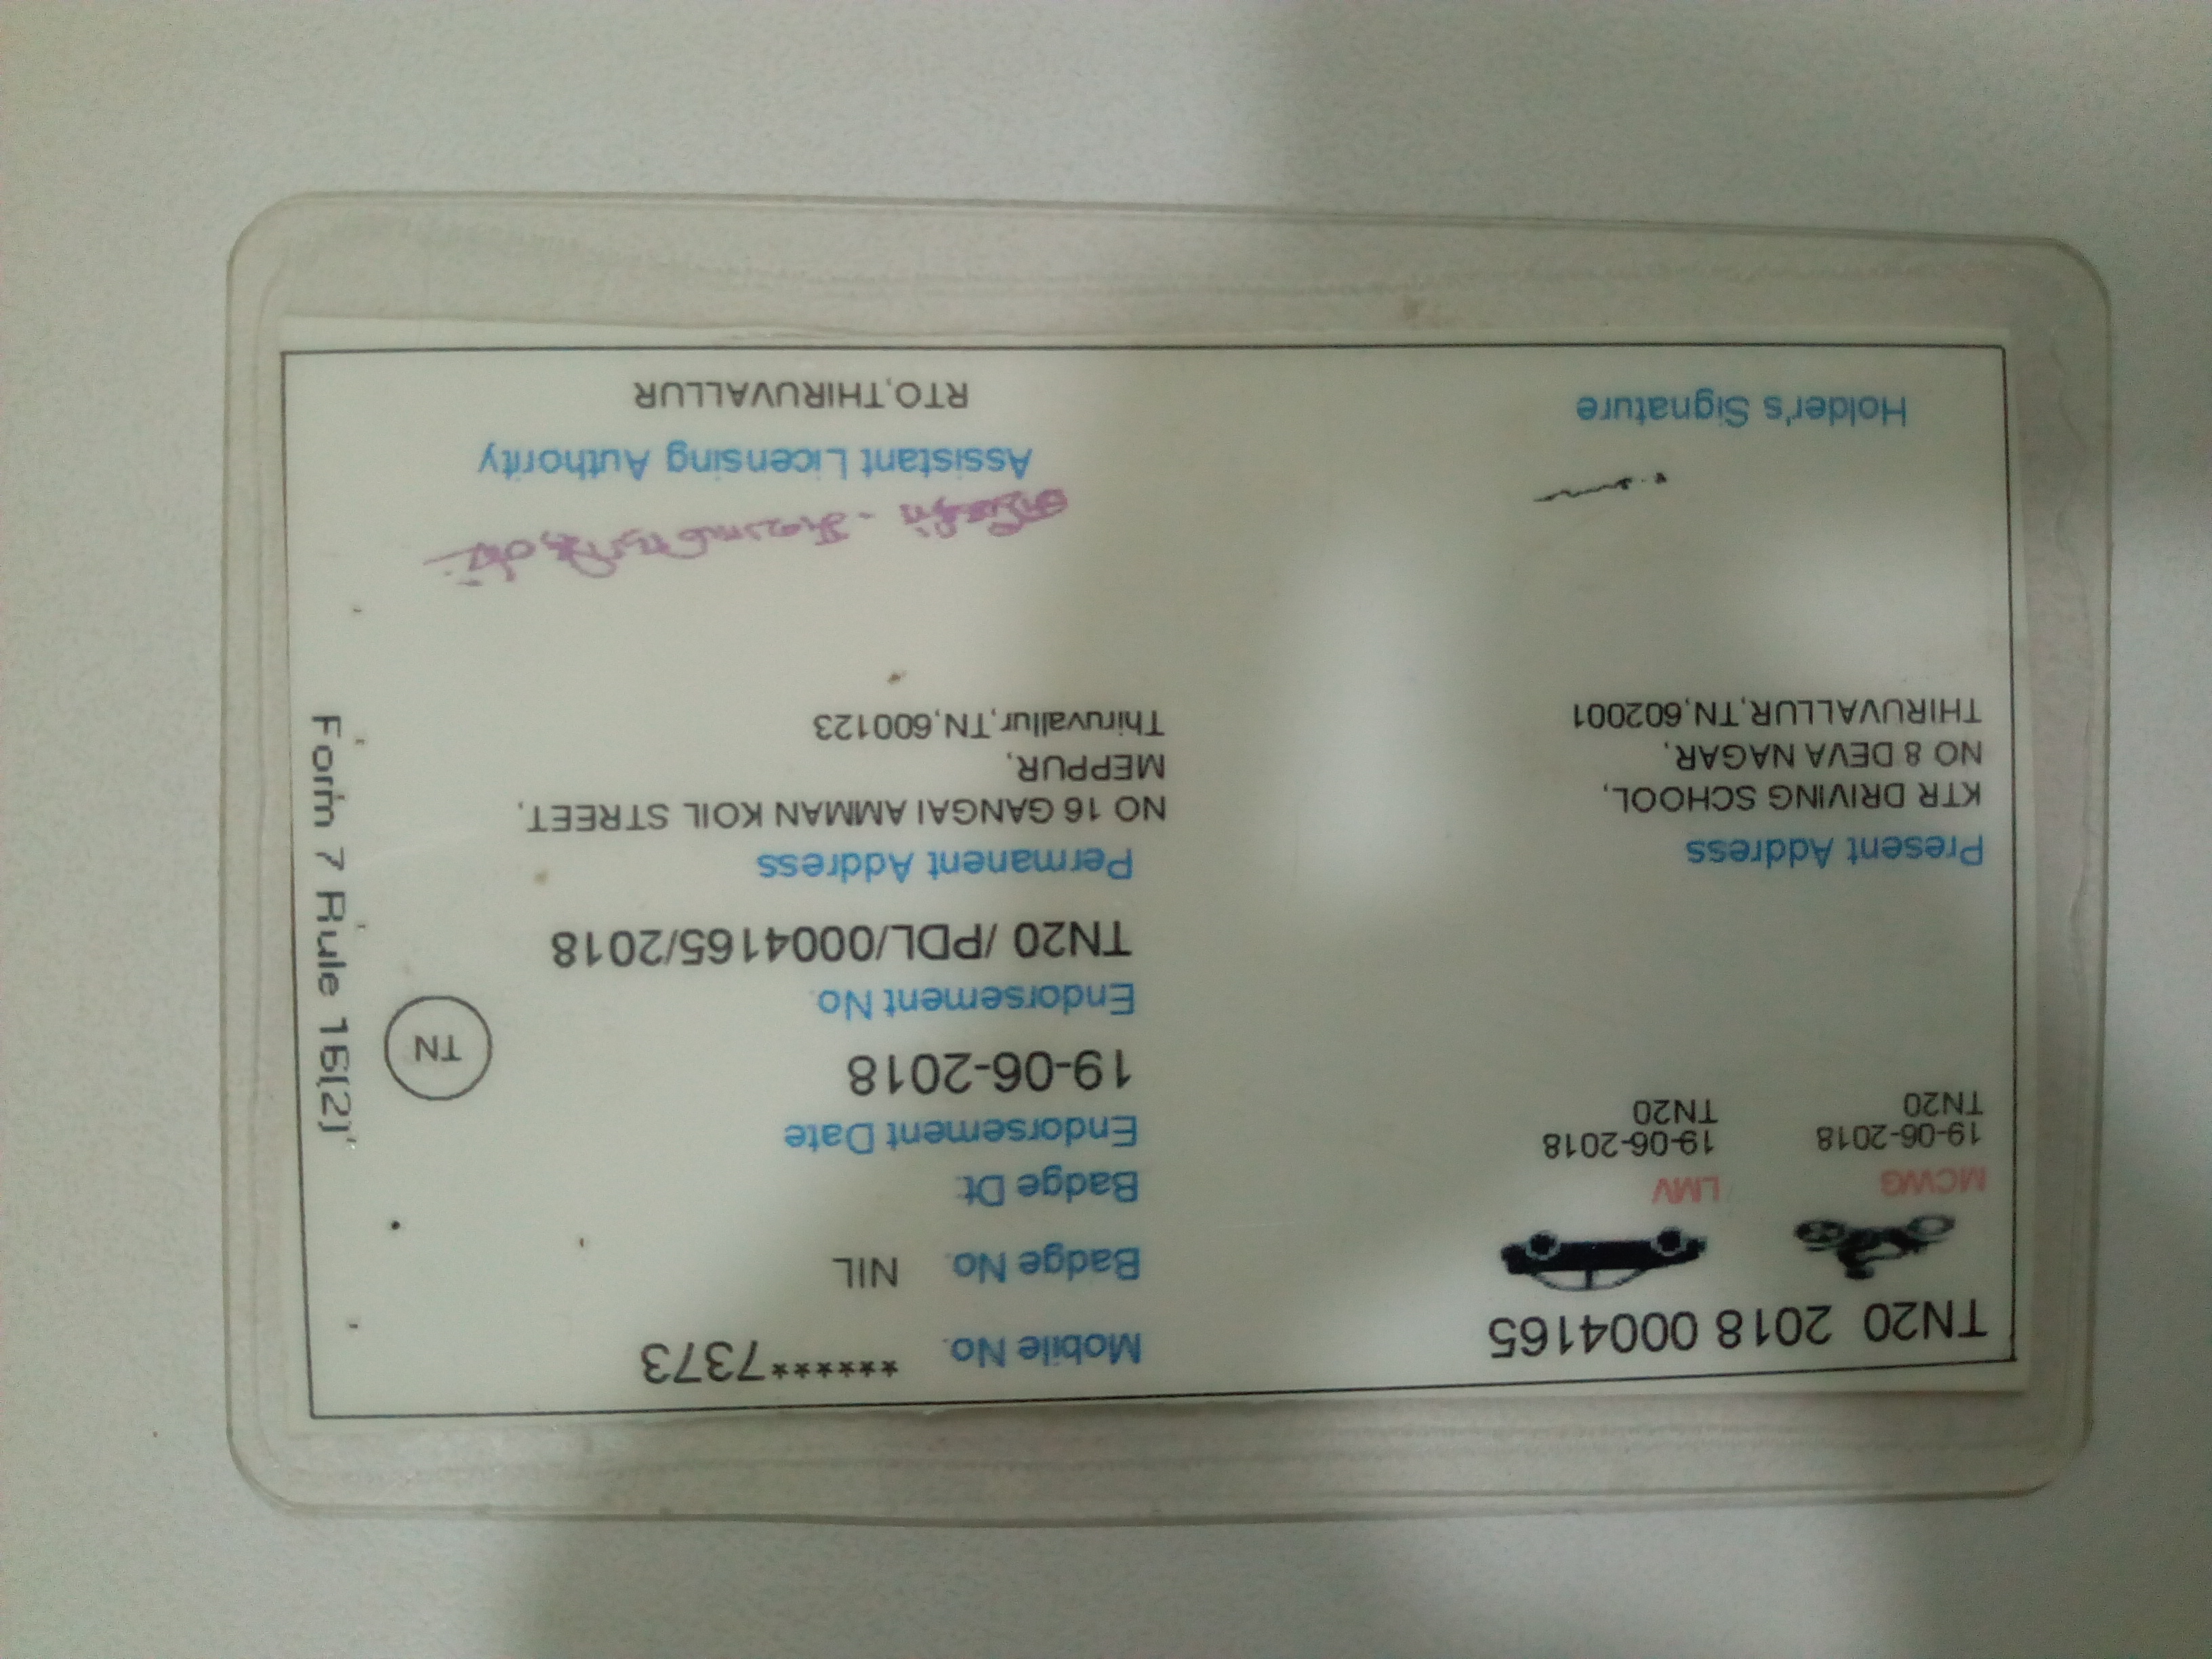 TN20 2018 0004165
MCWG
19-06-2018
TN20
LMV
19-06-2018
TN20
Present Address
KTR DRIVING SCHOOL,
NO 8 DEVA NAGAR,
THIRUVALLUR,TN,602001
Holder's Signature
Mobile No. ******7373
Badge No. NIL
Badge Dt.
Endorsement Date
19-06-2018
Endorsement No.
TN20 /PDL/0004165/2018
Permanent Address
NO 16 GANGAI AMMAN KOIL STREET,
MEPPUR,
Thiruvallur,TN,600123
Assistant Licensing Authority
RTO,THIRUVALLUR
TN
Form 7 Rule 16(2)